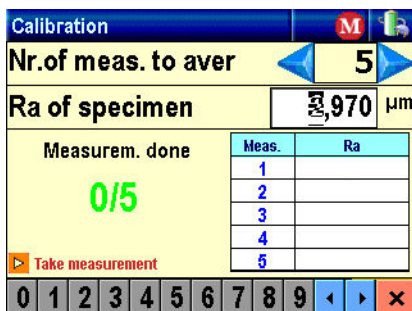 Calibration M
Nr.of meas. to aver 5
Ra of specimen 2,970 µm
Measurem. done
0/5
Meas. Ra
1
2
3
4
5
Take measurement
0 1 2 3 4 5 6 7 8 9